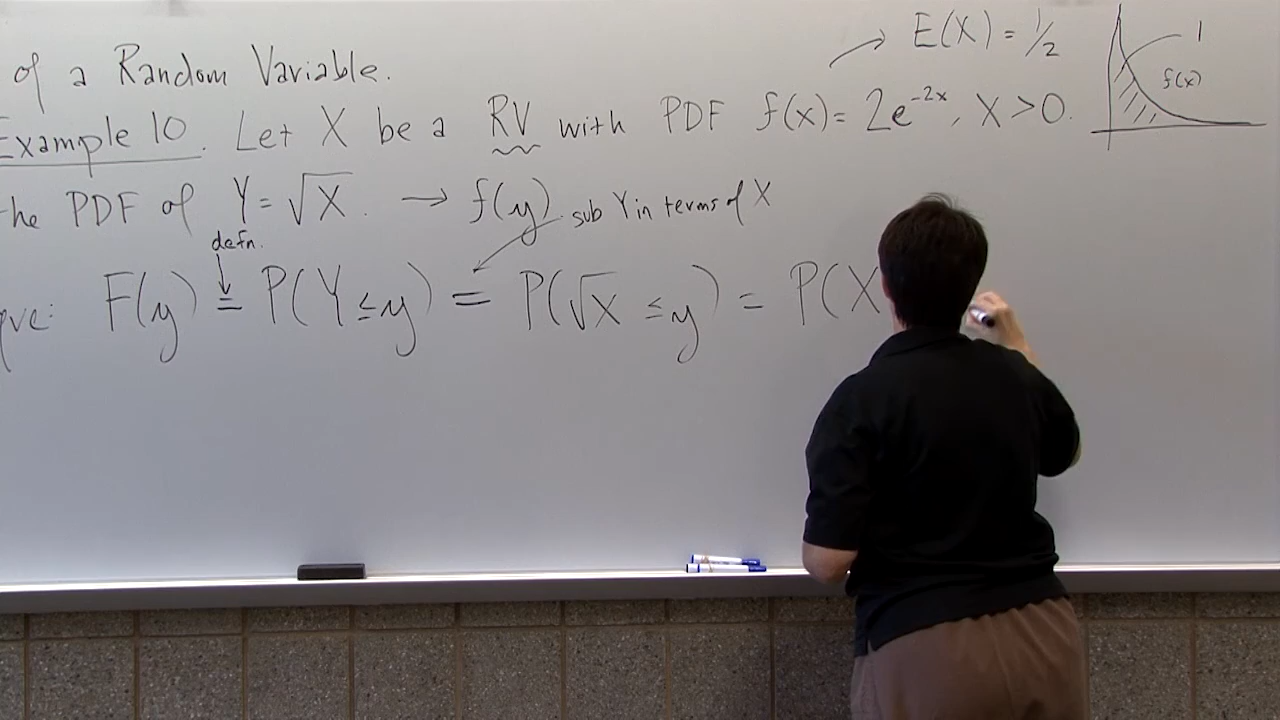 of a Random Variable.
→ E(X) = 1/2
1
f(x)
Example 10. Let X be a RV with PDF f(x) = 2e^{-2x}, X > 0.
the PDF of Y = √X. → f(y) sub Y in terms of X
defn.
F(y) = P(Y ≤ y) = P(√X ≤ y) = P(X